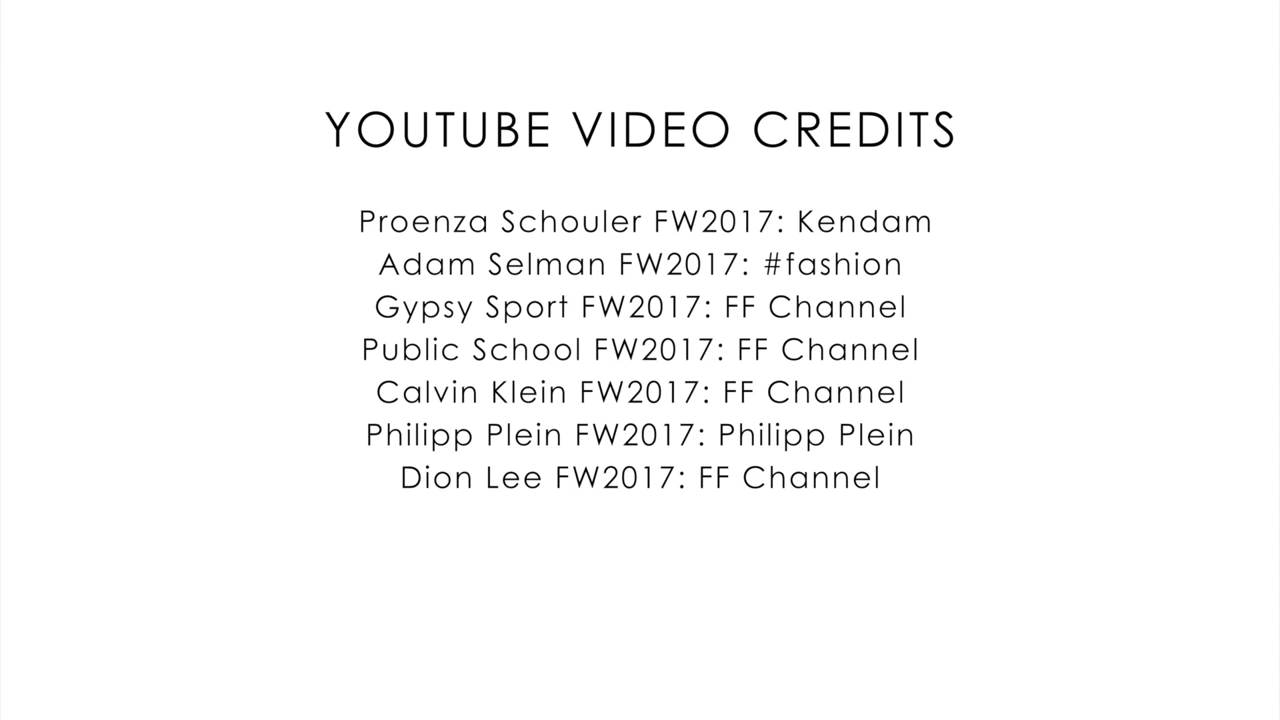 YOUTUBE VIDEO CREDITS
Proenza Schouler FW2017: Kendam
Adam Selman FW2017: #fashion
Gypsy Sport FW2017: FF Channel
Public School FW2017: FF Channel
Calvin Klein FW2017: FF Channel
Philipp Plein FW2017: Philipp Plein
Dion Lee FW2017: FF Channel